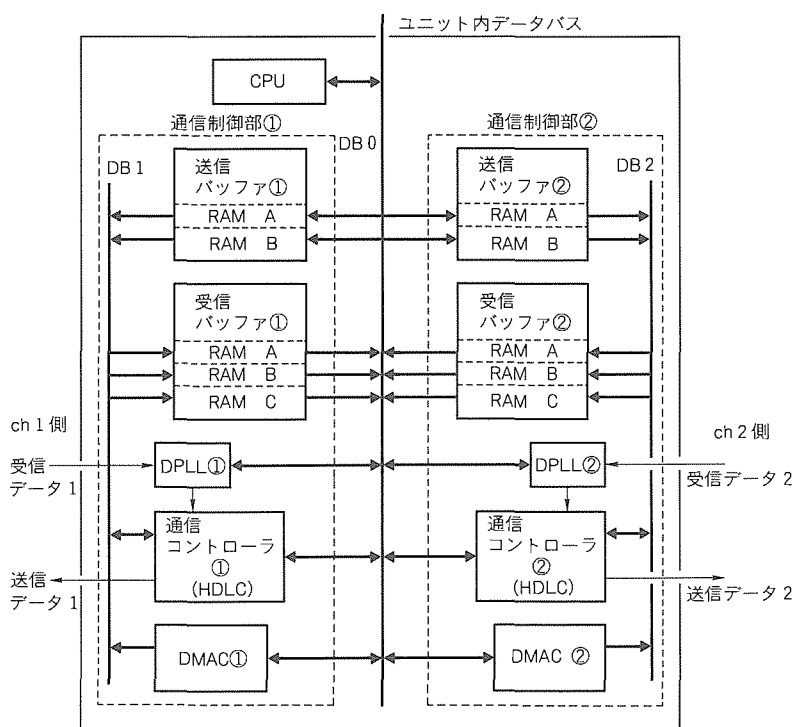 ユニット内データバス
CPU
通信制御部①
通信制御部②
DB 0
DB 1
DB 2
送信
バッファ①
RAM A
RAM B
送信
バッファ②
RAM A
RAM B
受信
バッファ①
RAM A
RAM B
RAM C
受信
バッファ②
RAM A
RAM B
RAM C
ch 1 側
受信
データ 1
DPLL①
ch 2 側
受信データ 2
DPLL②
通信
コントローラ
①
(HDLC)
通信
コントローラ
②
(HDLC)
送信
データ 1
送信データ 2
DMAC①
DMAC ②